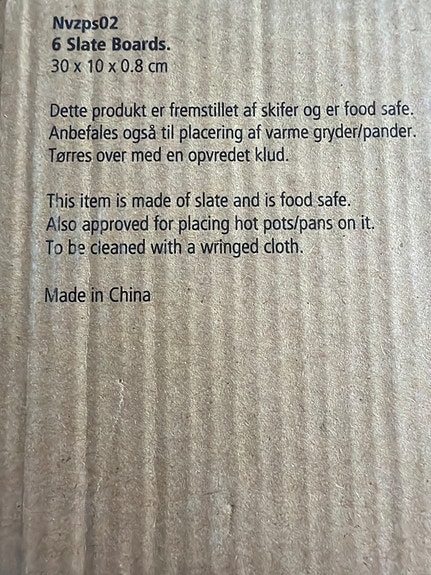 Nvzps02
6 Slate Boards.
30 x 10 x 0.8 cm
Dette produkt er fremstillet af skifer og er food safe.
Anbefales også til placering af varme gryder/pander.
Tørres over med en opvredet klud.
This item is made of slate and is food safe.
Also approved for placing hot pots/pans on it.
To be cleaned with a wringed cloth.
Made in China